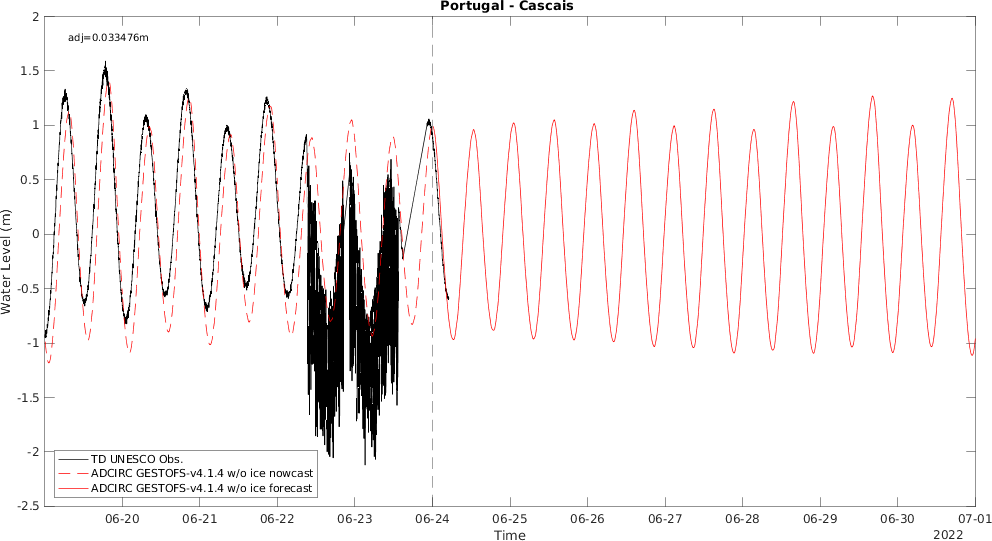 Portugal - Cascais
adj=0.033476m
Water Level (m)
2
1.5
1
0.5
0
-0.5
-1
-1.5
-2
-2.5
TD UNESCO Obs.
ADCIRC GESTOFS-v4.1.4 w/o ice nowcast
ADCIRC GESTOFS-v4.1.4 w/o ice forecast
06-20 06-21 06-22 06-23 06-24 06-25 06-26 06-27 06-28 06-29 06-30 07-01
Time
2022